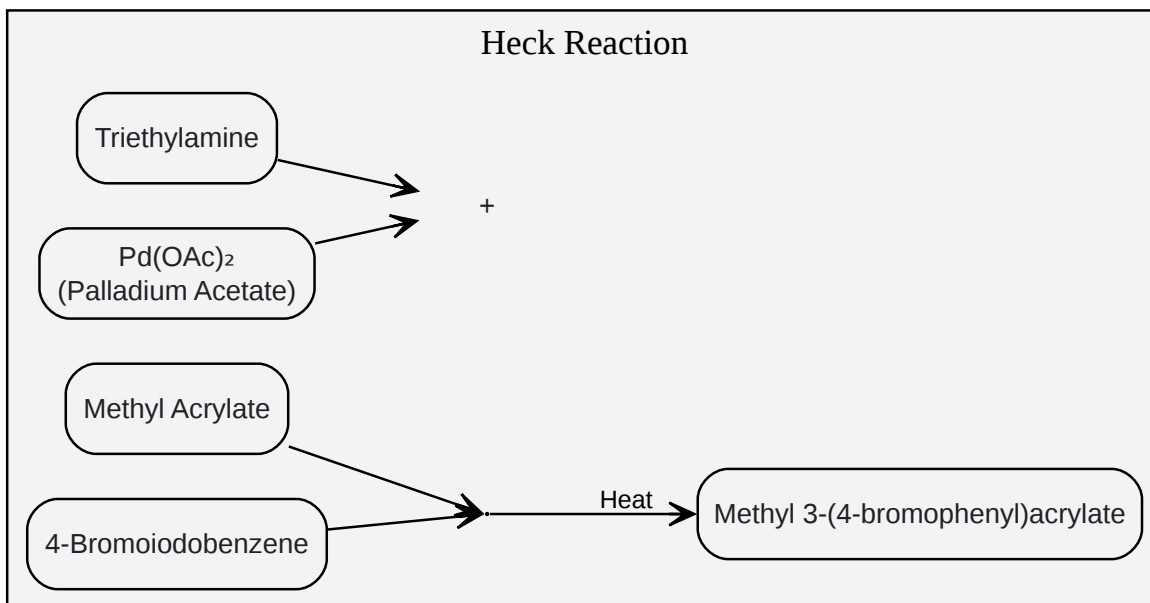 Heck Reaction
Triethylamine
+
Pd(OAc)₂
(Palladium Acetate)
Methyl Acrylate
Heat
Methyl 3-(4-bromophenyl)acrylate
4-Bromoiodobenzene